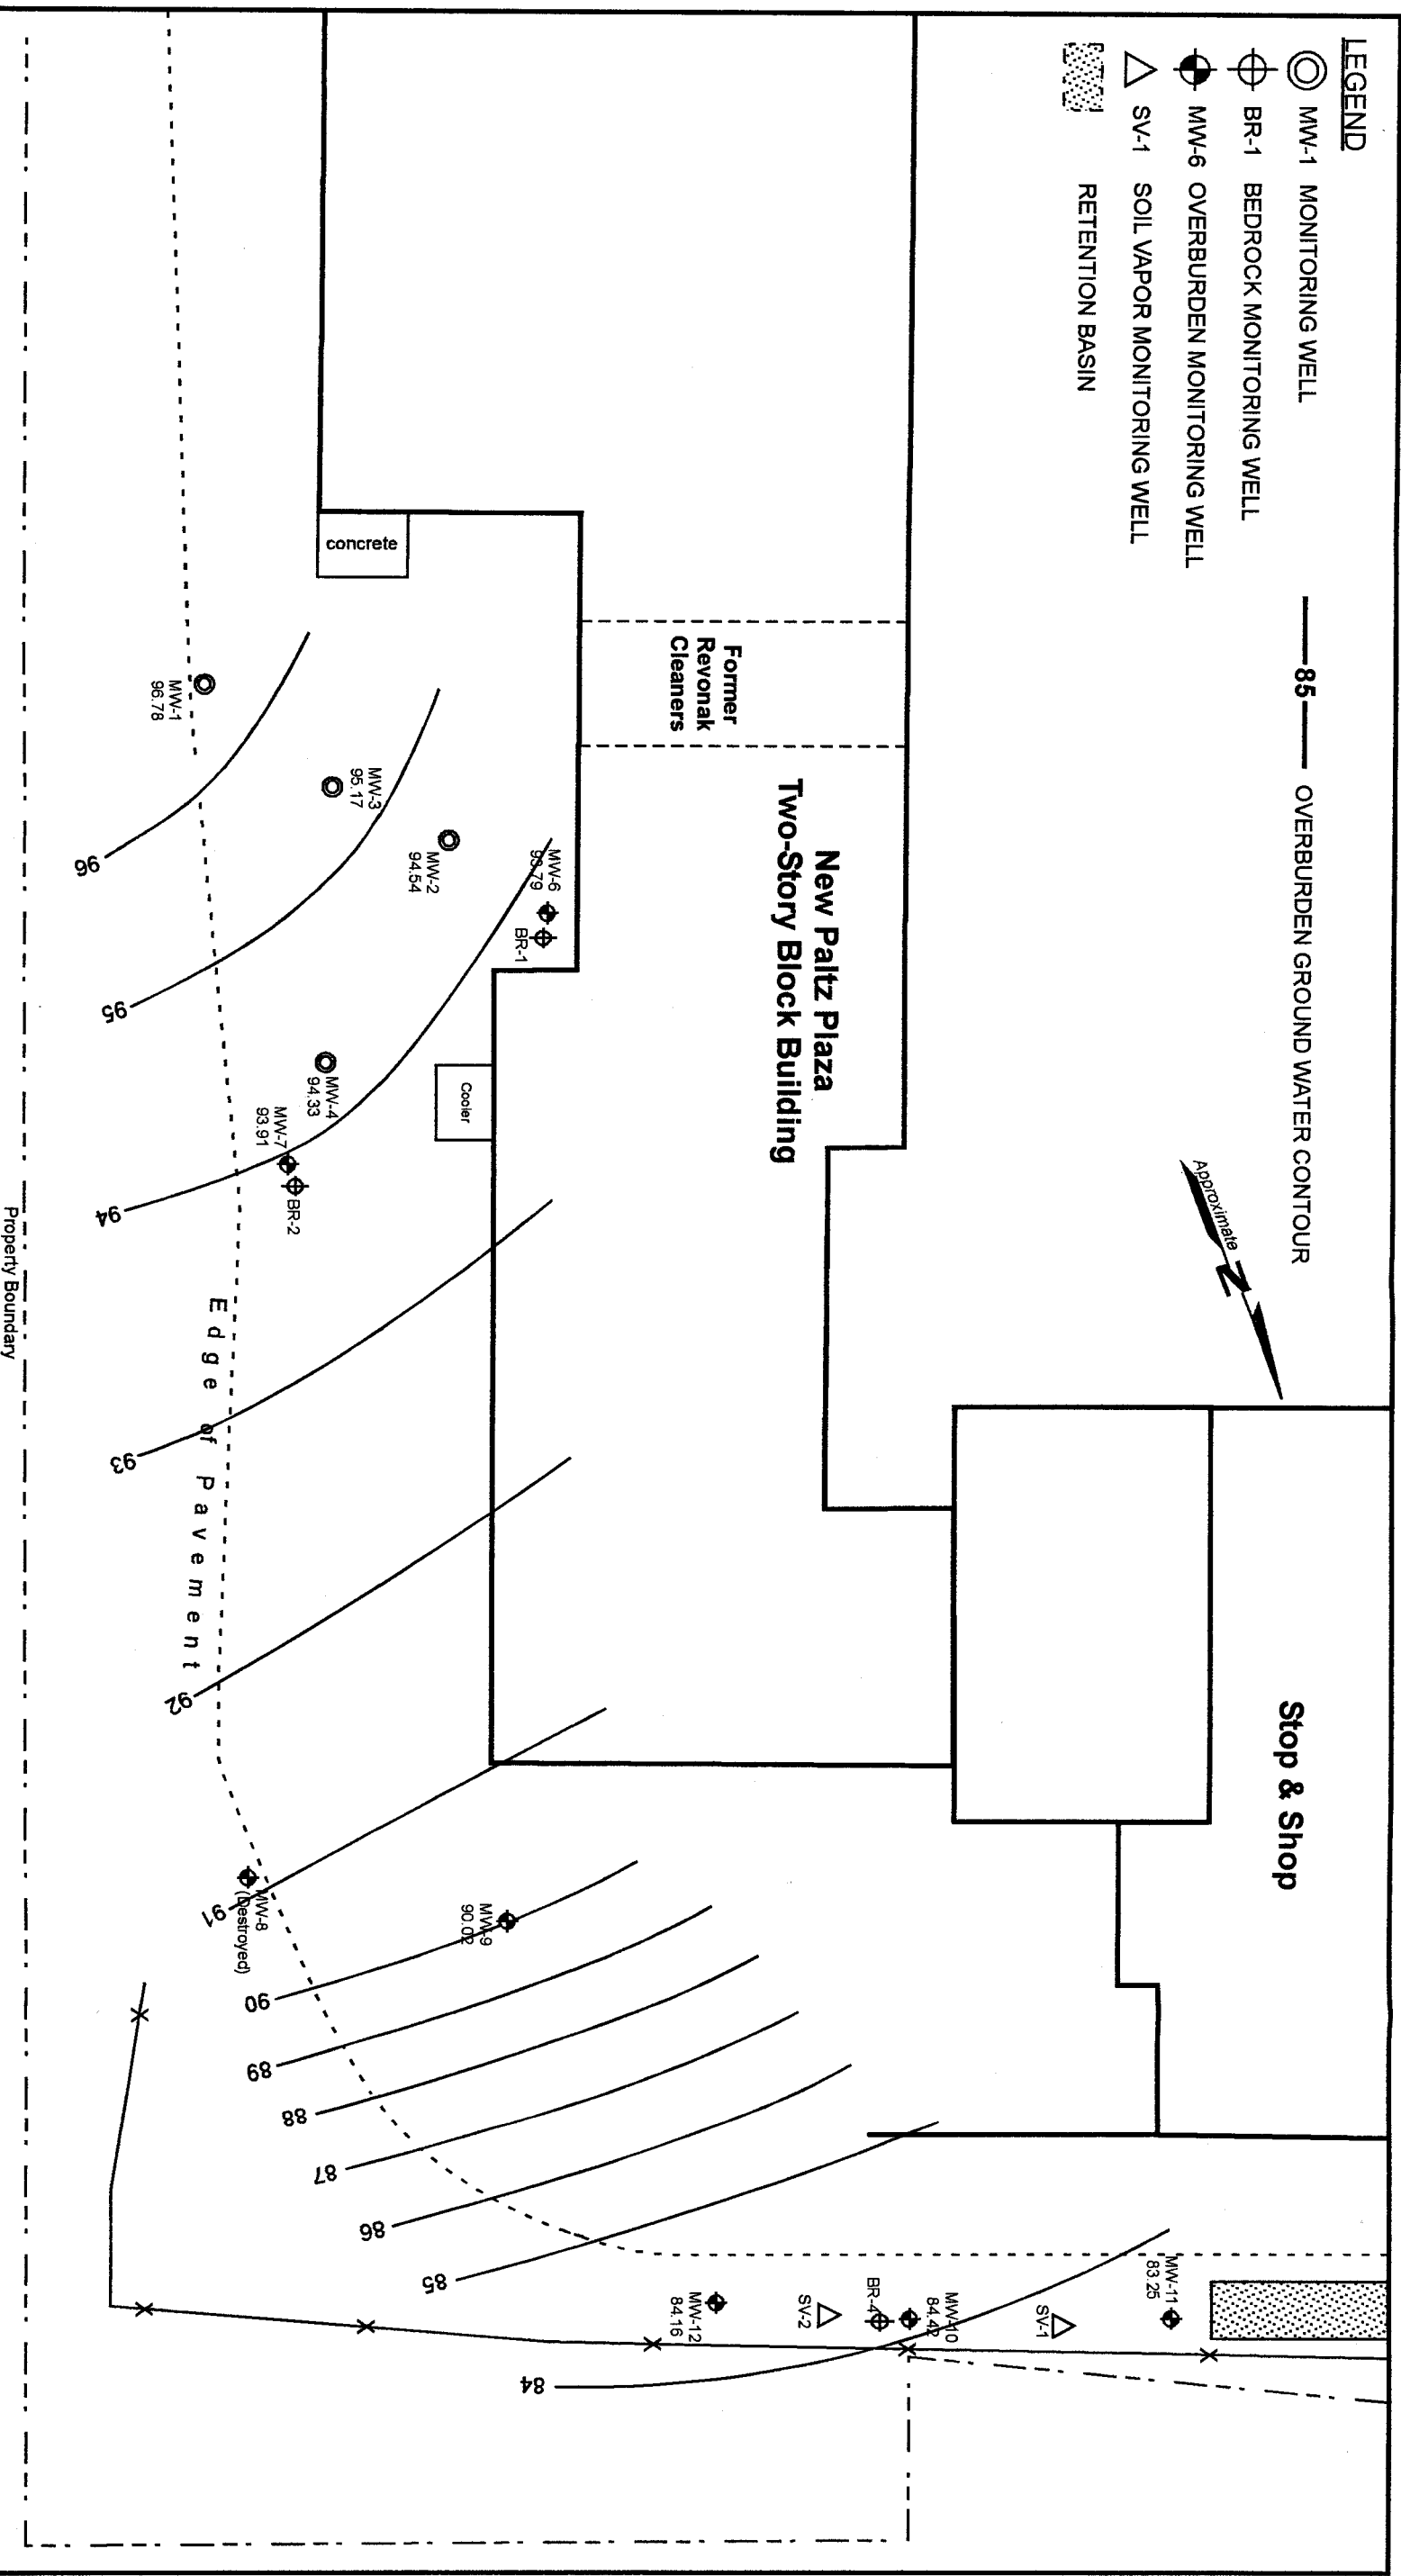 LEGEND
MW-1 MONITORING WELL
BR-1 BEDROCK MONITORING WELL
MW-6 OVERBURDEN MONITORING WELL
SV-1 SOIL VAPOR MONITORING WELL
RETENTION BASIN
85 OVERBURDEN GROUND WATER CONTOUR
Approximate
N
Stop & Shop
New Paltz Plaza
Two-Story Block Building
Former
Revonak
Cleaners
concrete
Cooler
MW-1
96.78
MW-3
95.17
MW-2
94.54
MW-6
93.79
BR-1
MW-4
94.33
MW-7
93.91
BR-2
MW-8
(Destroyed)
MW-9
90.02
MW-11
83.25
SV-1
MW-10
84.42
BR-4
SV-2
MW-12
84.16
96
95
94
93
92
91
90
89
88
87
86
85
84
Edge of Pavement
Property Boundary